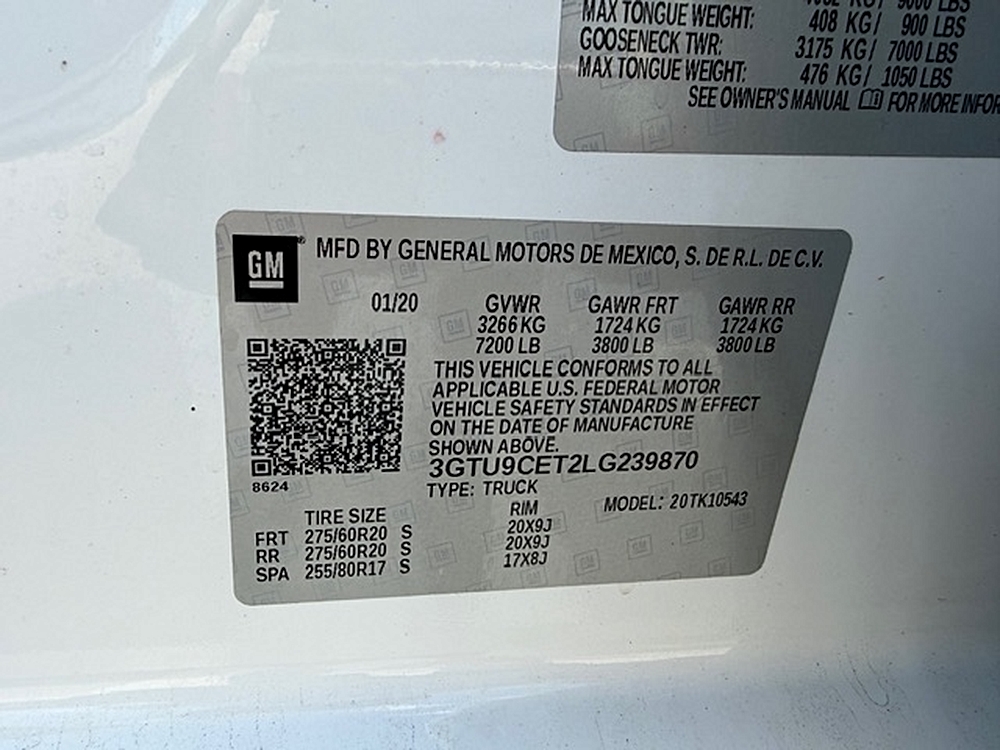 9000 LBS
MAX TONGUE WEIGHT: 408 KG/ 900 LBS
GOOSENECK TWR: 3175 KG/ 7000 LBS
MAX TONGUE WEIGHT: 476 KG/ 1050 LBS
SEE OWNER'S MANUAL FOR MORE INFOR
GM® MFD BY GENERAL MOTORS DE MEXICO, S. DE R.L. DE C.V.
01/20 GVWR GAWR FRT GAWR RR
3266 KG 1724 KG 1724 KG
7200 LB 3800 LB 3800 LB
THIS VEHICLE CONFORMS TO ALL
APPLICABLE U.S. FEDERAL MOTOR
VEHICLE SAFETY STANDARDS IN EFFECT
ON THE DATE OF MANUFACTURE
SHOWN ABOVE.
3GTU9CET2LG239870
8624
TYPE: TRUCK
MODEL: 20TK10543
TIRE SIZE RIM
FRT 275/60R20 S 20X9J
RR 275/60R20 S 20X9J
SPA 255/80R17 S 17X8J